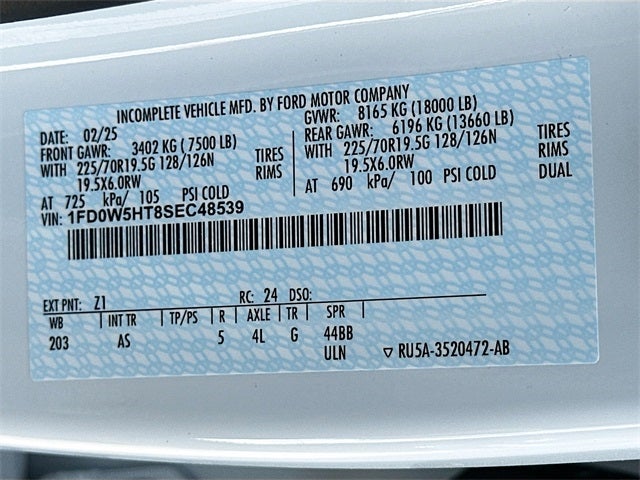 INCOMPLETE VEHICLE MFD. BY FORD MOTOR COMPANY
DATE: 02/25
FRONT GAWR: 3402 KG ( 7500 LB)
WITH 225/70R19.5G 128/126N TIRES
19.5X6.0RW RIMS
AT 725 kPa/ 105 PSI COLD
GVWR: 8165 KG (18000 LB)
REAR GAWR: 6196 KG (13660 LB)
WITH 225/70R19.5G 128/126N TIRES
19.5X6.0RW RIMS
AT 690 kPa/ 100 PSI COLD DUAL
VIN: 1FD0W5HT8SEC48539
EXT PNT: Z1 RC: 24 DSO:
WB | INT TR | TP/PS | R | AXLE | TR | SPR
203 AS 5 4L G 44BB
ULN RU5A-3520472-AB